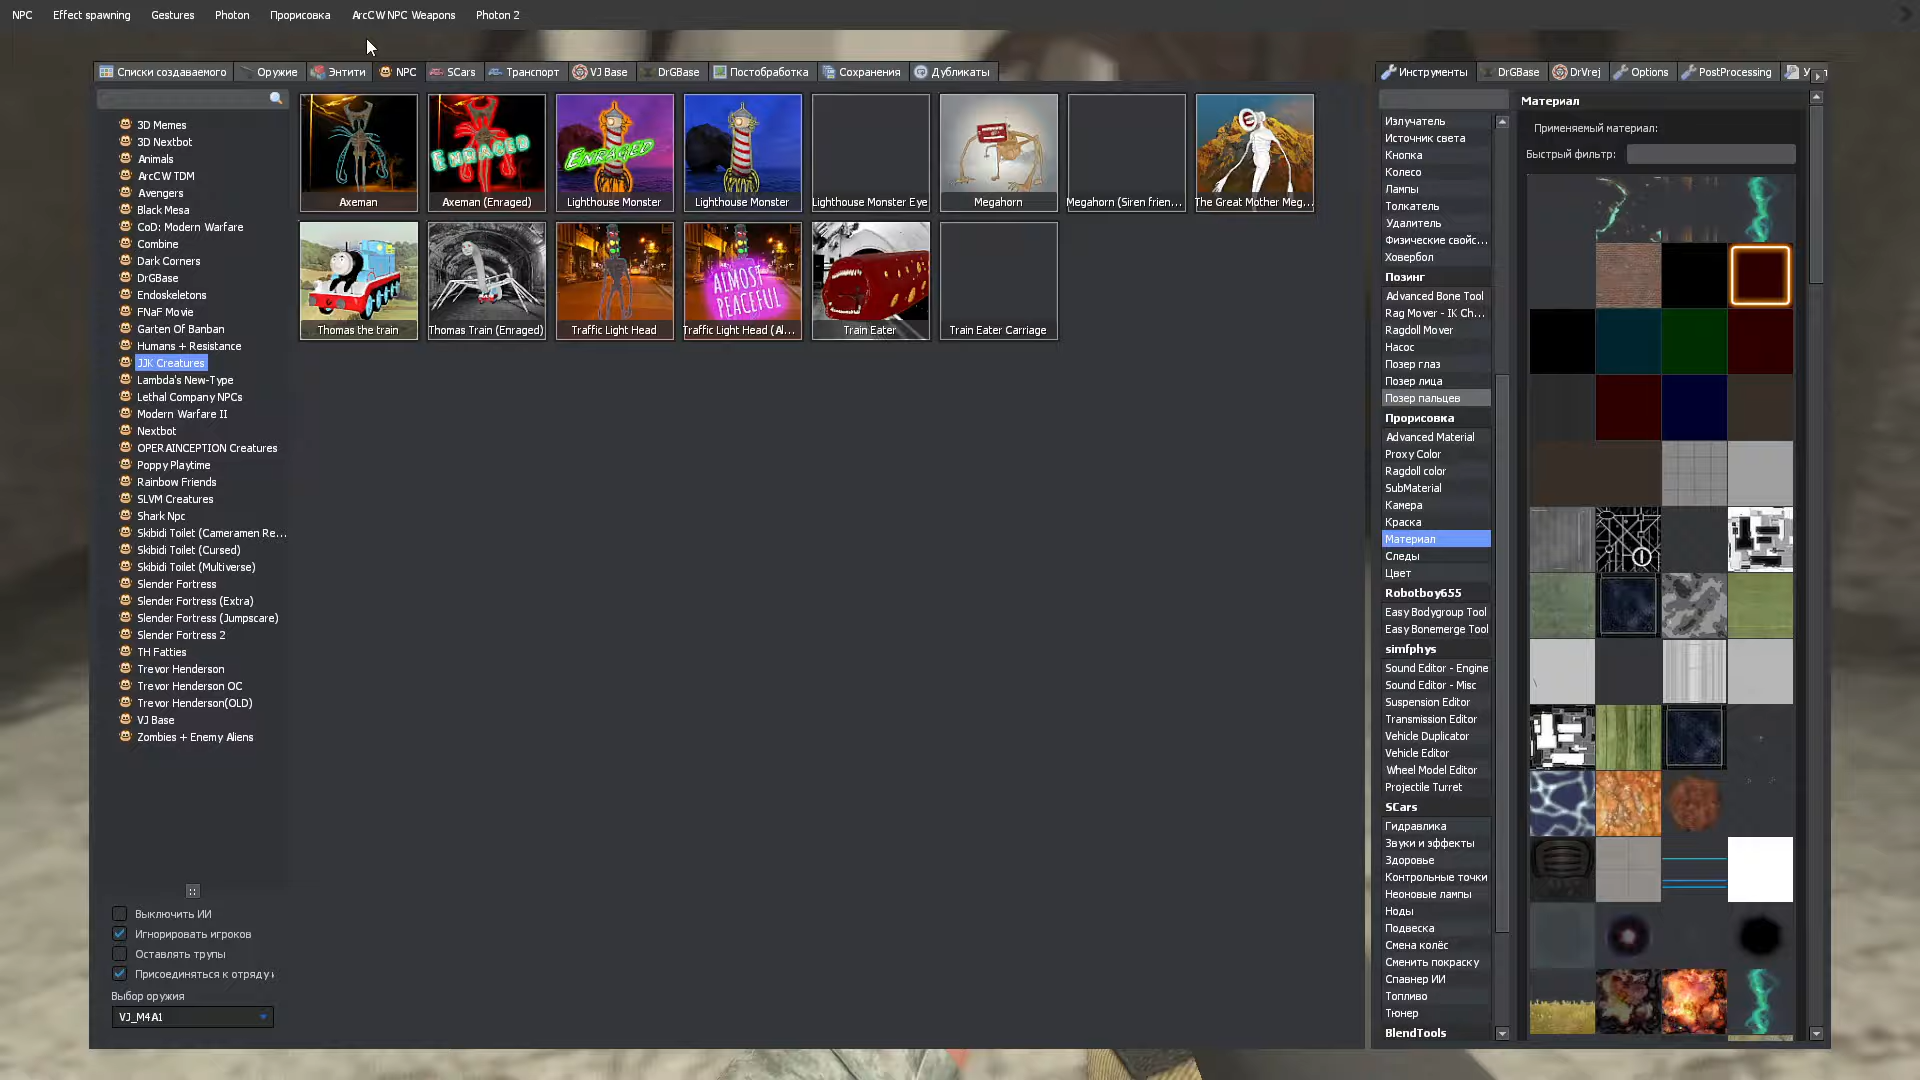 NPC
Effect spawning
Gestures
Photon
Прорисовка
ArcCW NPC Weapons
Photon 2
Списки создаваемого
Оружие
Энтити
NPC
SCars
Транспорт
VJ Base
DrGBase
Постобработка
Сохранения
Дубликаты
Инструменты
DrGBase
DrVrej
Options
PostProcessing
3D Memes
3D Nextbot
Animals
ArcCW TDM
Avengers
Black Mesa
CoD: Modern Warfare
Combine
Dark Corners
DrGBase
Endoskeletons
FNaF Movie
Garten Of Banban
Humans + Resistance
JJK Creatures
Lambda's New-Type
Lethal Company NPCs
Modern Warfare II
Nextbot
OPERAINCEPTION Creatures
Poppy Playtime
Rainbow Friends
SLVM Creatures
Shark Npc
Skibidi Toilet (Cameramen Re...
Skibidi Toilet (Cursed)
Skibidi Toilet (Multiverse)
Slender Fortress
Slender Fortress (Extra)
Slender Fortress (Jumpscare)
Slender Fortress 2
TH Fatties
Trevor Henderson
Trevor Henderson OC
Trevor Henderson(OLD)
VJ Base
Zombies + Enemy Aliens
Выключить ИИ
Игнорировать игроков
Оставлять трупы
Присоединяться к отряду
Выбор оружия
VJ_M4A1
Axeman
ENRAGED
Axeman (Enraged)
ENRAGED
Lighthouse Monster
Lighthouse Monster
Lighthouse Monster Eye
Megahorn
Megahorn (Siren frien...
The Great Mother Meg...
Thomas the train
Thomas Train (Enraged)
Traffic Light Head
ALMOST
PEACEFUL
Traffic Light Head (Al...
Train Eater
Train Eater Carriage
Излучатель
Источник света
Кнопка
Колесо
Лампы
Толкатель
Удалитель
Физические свойс...
Ховербол
Позинг
Advanced Bone Tool
Rag Mover - IK Ch...
Ragdoll Mover
Насос
Позер глаз
Позер лица
Позер пальцев
Прорисовка
Advanced Material
Proxy Color
Ragdoll color
SubMaterial
Камера
Краска
Материал
Следы
Цвет
Robotboy655
Easy Bodygroup Tool
Easy Bonemerge Tool
simfphys
Sound Editor - Engine
Sound Editor - Misc
Suspension Editor
Transmission Editor
Vehicle Duplicator
Vehicle Editor
Wheel Model Editor
Projectile Turret
SCars
Гидравлика
Звуки и эффекты
Здоровье
Контрольные точки
Неоновые лампы
Ноды
Подвеска
Смена колёс
Сменить покраску
Спавнер ИИ
Топливо
Тюнер
BlendTools
Материал
Применяемый материал:
Быстрый фильтр: